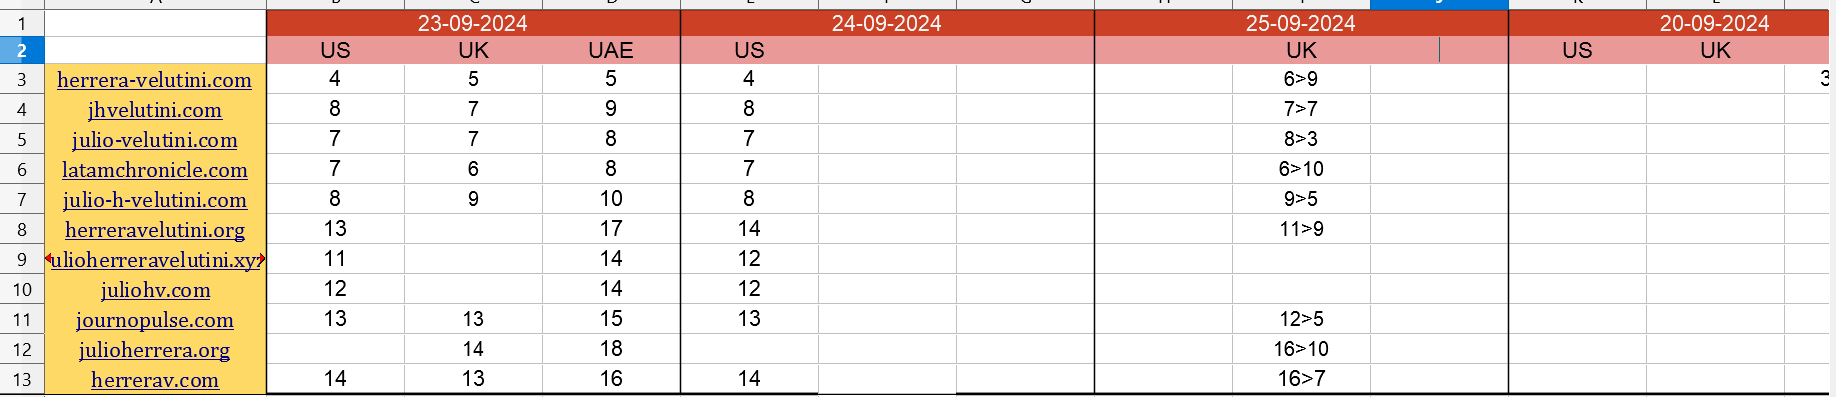 1 23-09-2024 24-09-2024 25-09-2024 20-09-2024
2 US UK UAE US UK US UK
3 herrera-velutini.com 4 5 5 4 6>9 3
4 jhvelutini.com 8 7 9 8 7>7
5 julio-velutini.com 7 7 8 7 8>3
6 latamchronicle.com 7 6 8 7 6>10
7 julio-h-velutini.com 8 9 10 8 9>5
8 herreravelutini.org 13 17 14 11>9
9 ulioherreravelutini.xyz 11 14 12
10 juliohv.com 12 14 12
11 journopulse.com 13 13 15 13 12>5
12 julioherrera.org 14 18 16>10
13 herrerav.com 14 13 16 14 16>7